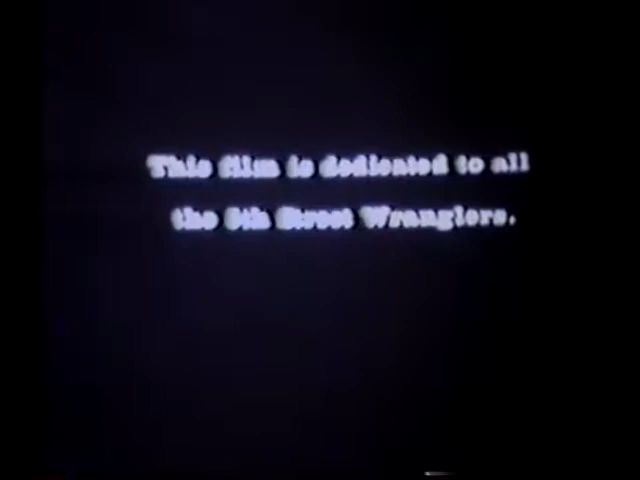 This film is dedicated to all
the Street Wranglers.